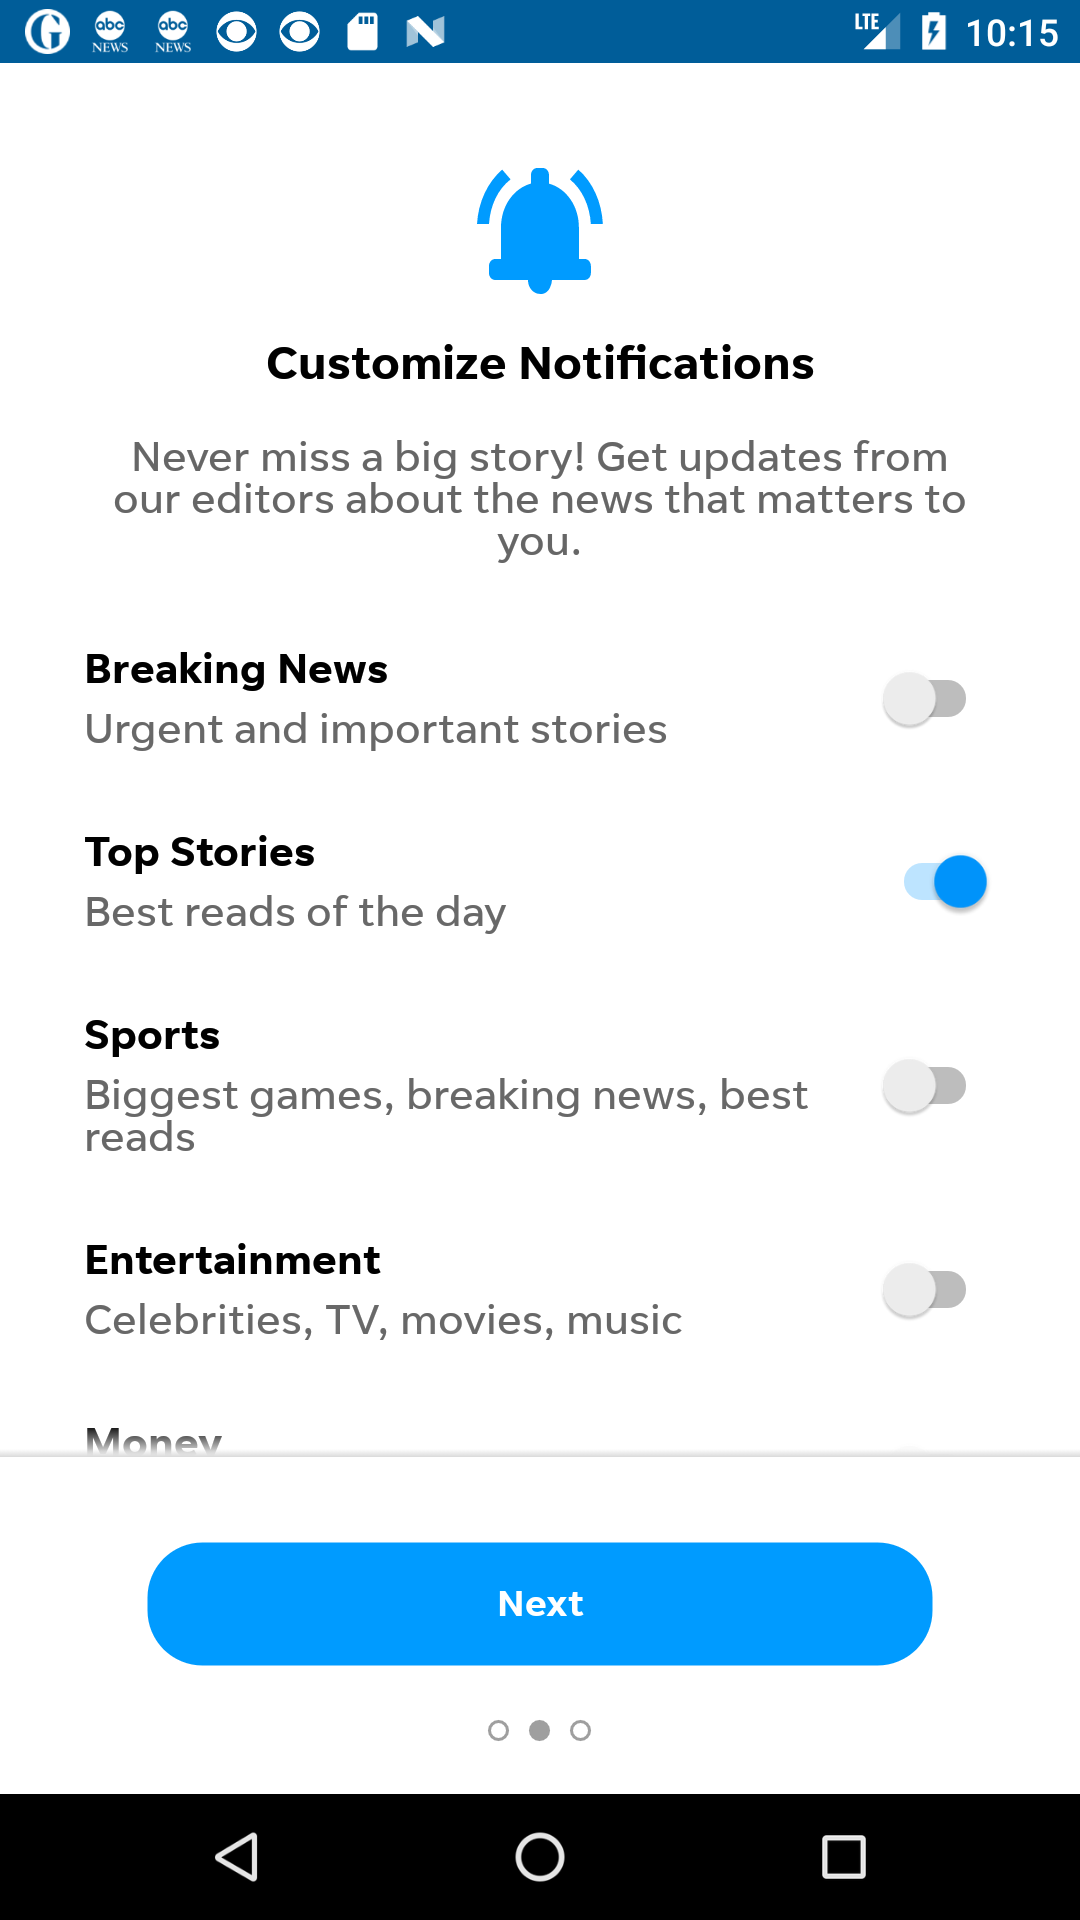 abc NEWS abc NEWS LTE 10:15
Customize Notifications
Never miss a big story! Get updates from
our editors about the news that matters to
you.
Breaking News
Urgent and important stories
Top Stories
Best reads of the day
Sports
Biggest games, breaking news, best
reads
Entertainment
Celebrities, TV, movies, music
Money
Next